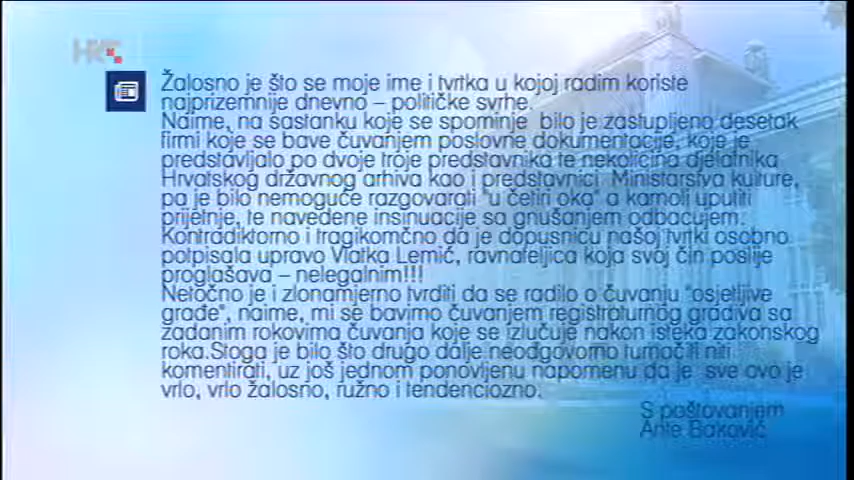 HRT
Žalosno je što se moje ime i tvrtka u kojoj radim koriste
najprizemnije dnevno – političke svrhe.
Naime, na sastanku koje se spominje bilo je zastupljeno desetak
firmi koje se bave čuvanjem poslovne dokumentacije, koje je
predstavljalo po dvoje troje predstavnika te nekolicina djelatnika
Hrvatskog državnog arhiva kao i predstavnici Ministarstva kulture,
pa je bilo nemoguće razgovarati "u četiri oka" a kamoli uputiti
prijetnje, te navedene insinuacije sa gnušanjem odbacujem.
Kontradiktorno i tragikomčno da je dopusnicu našoj tvrtki osobno
potpisala upravo Vlatka Lemić, ravnateljica koja svoj čin poslije
proglašava – nelegalnim!!!
Netočno je i zlonamjerno tvrditi da se radilo o čuvanju "osjetljive
građe", naime, mi se bavimo čuvanjem registraturnog gradiva sa
zadanim rokovima čuvanja koje se izlučuje nakon isteka zakonskog
roka.Stoga je bilo što drugo dalje neodgovorno tumačiti niti
komentirati, uz još jednom ponovljenu napomenu da je sve ovo je
vrlo, vrlo žalosno, ružno i tendenciozno.
S poštovanjem
Ante Baković